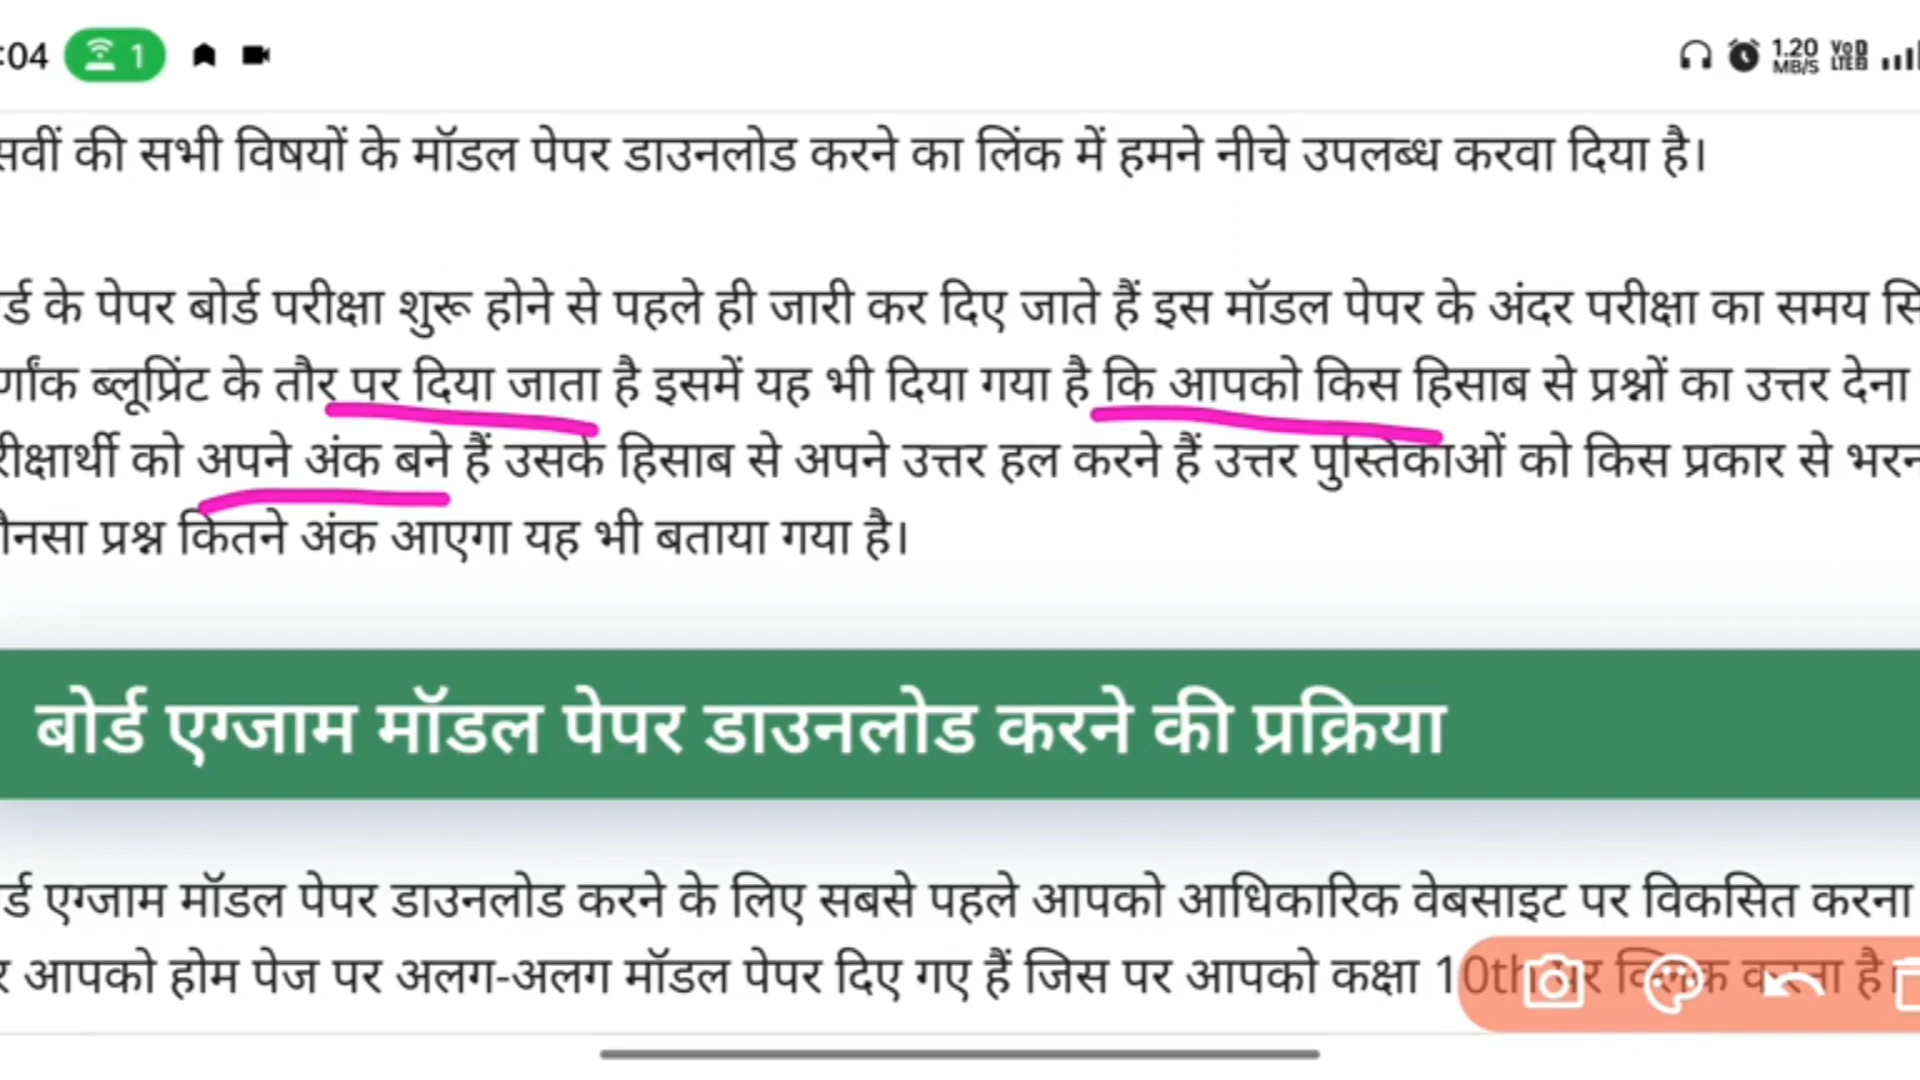 :04 1 1.20 MB/S VoD LTE2
सवीं की सभी विषयों के मॉडल पेपर डाउनलोड करने का लिंक में हमने नीचे उपलब्ध करवा दिया है।
र्ड के पेपर बोर्ड परीक्षा शुरू होने से पहले ही जारी कर दिए जाते हैं इस मॉडल पेपर के अंदर परीक्षा का समय सि
र्णांक ब्लूप्रिंट के तौर पर दिया जाता है इसमें यह भी दिया गया है कि आपको किस हिसाब से प्रश्नों का उत्तर देना
रीक्षार्थी को अपने अंक बने हैं उसके हिसाब से अपने उत्तर हल करने हैं उत्तर पुस्तिकाओं को किस प्रकार से भरन
ौनसा प्रश्न कितने अंक आएगा यह भी बताया गया है।
बोर्ड एग्जाम मॉडल पेपर डाउनलोड करने की प्रक्रिया
र्ड एग्जाम मॉडल पेपर डाउनलोड करने के लिए सबसे पहले आपको आधिकारिक वेबसाइट पर विकसित करना
र आपको होम पेज पर अलग-अलग मॉडल पेपर दिए गए हैं जिस पर आपको कक्षा 10th पर क्लिक करना है।